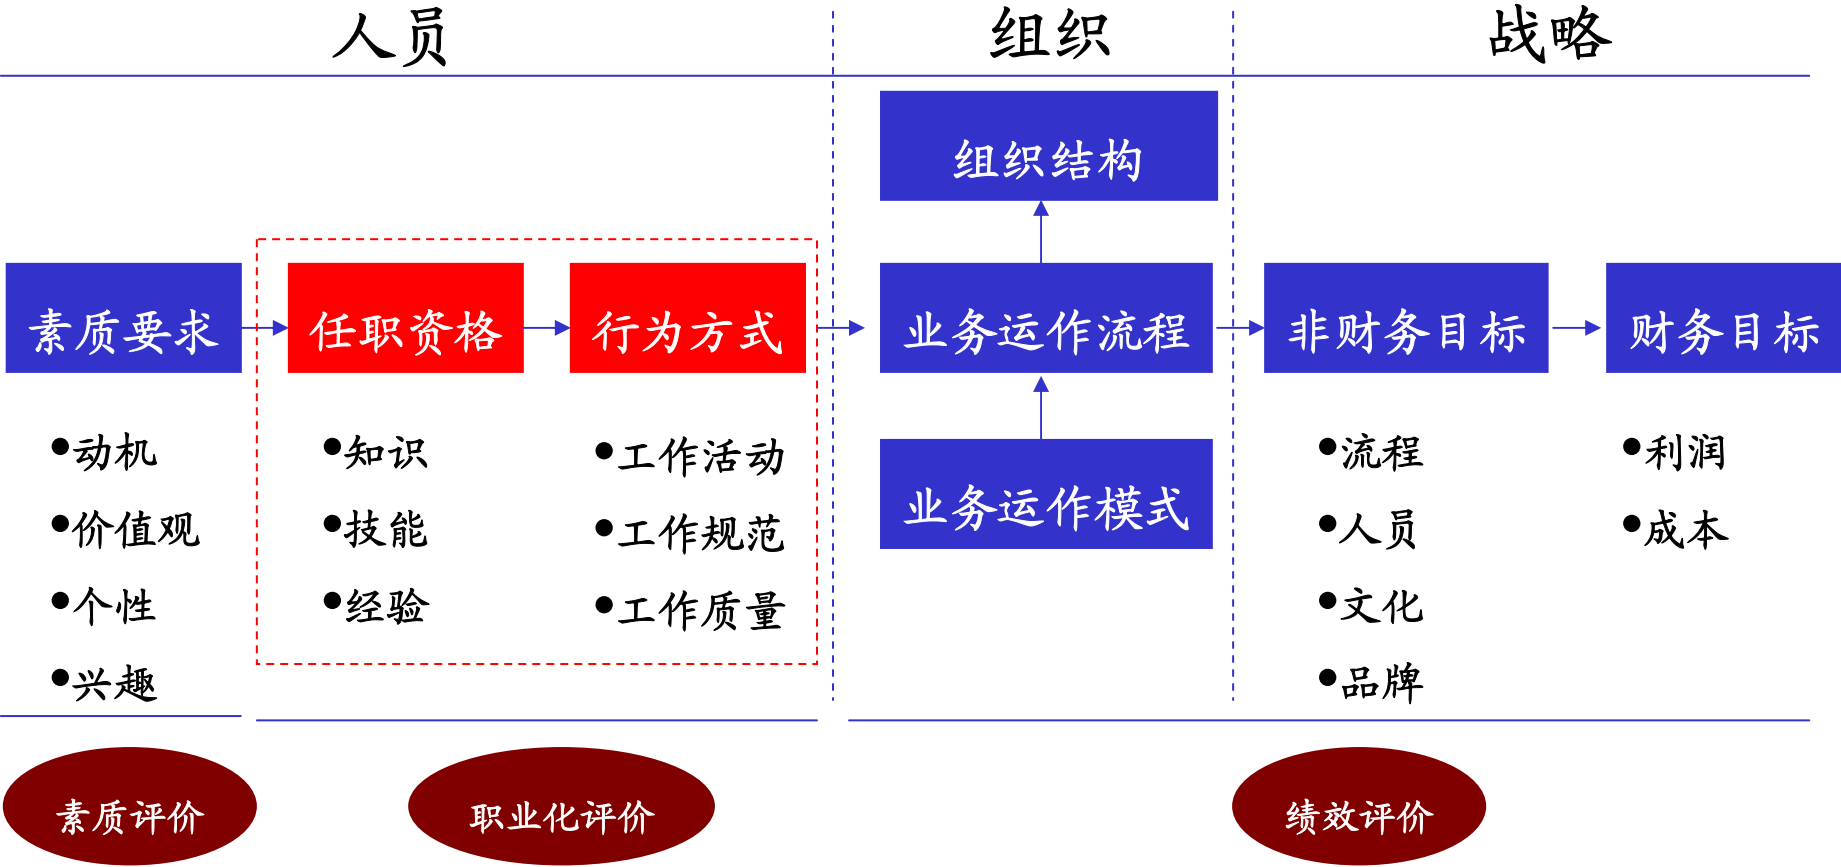 人员
组织
战略
组织结构
素质要求
任职资格
行为方式
业务运作流程
非财务目标
财务目标
业务运作模式
•动机
•价值观
•个性
•兴趣
•知识
•技能
•经验
•工作活动
•工作规范
•工作质量
•流程
•人员
•文化
•品牌
•利润
•成本
素质评价
职业化评价
绩效评价